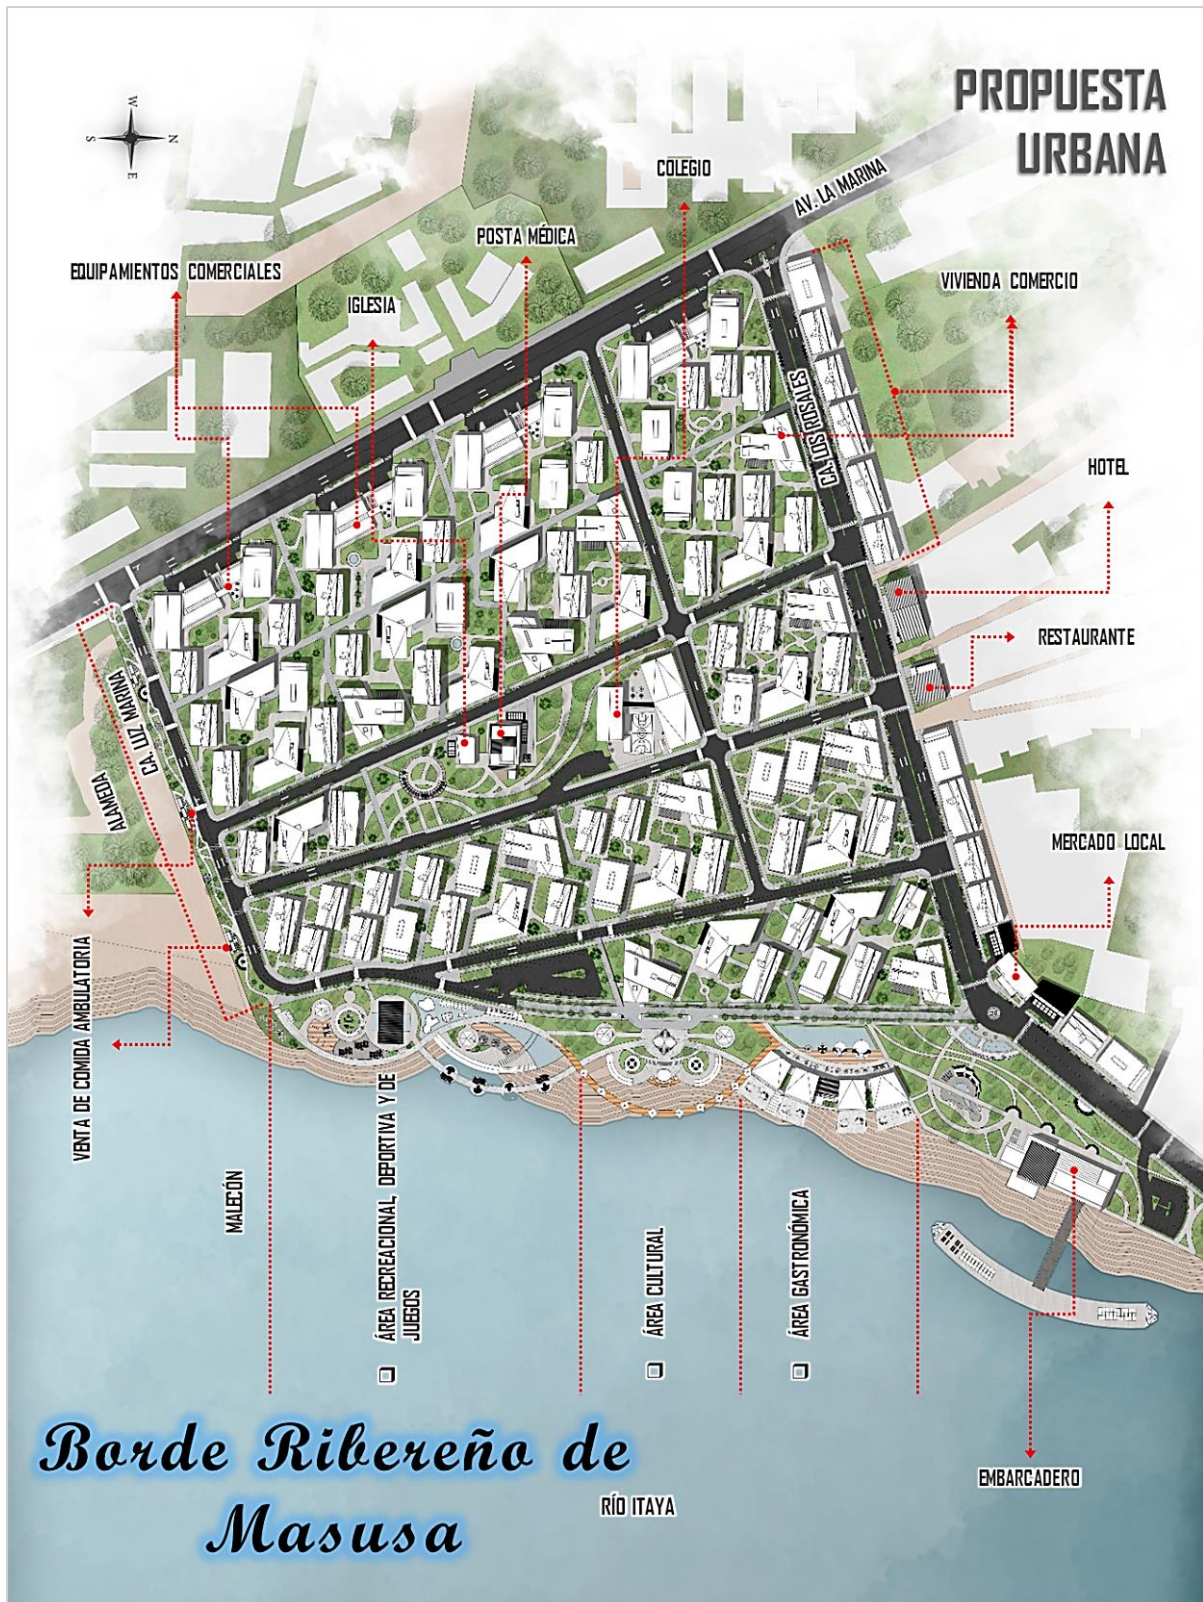 PROPUESTA
URBANA
W
S
N
E
COLEGIO
AV. LA MARINA
POSTA MÉDICA
EQUIPAMIENTOS COMERCIALES
IGLESIA
VIVIENDA COMERCIO
CA. LOS ROSALES
HOTEL
RESTAURANTE
CA. LUZ MARINA
ALAMEDA
MERCADO LOCAL
VENTA DE COMIDA AMBULATORIA
MALECÓN
ÁREA RECREACIONAL, DEPORTIVA Y DE
JUEGOS
ÁREA CULTURAL
ÁREA GASTRONÓMICA
EMBARCADERO
Borde Ribereño de
Masusa
RÍO ITAYA